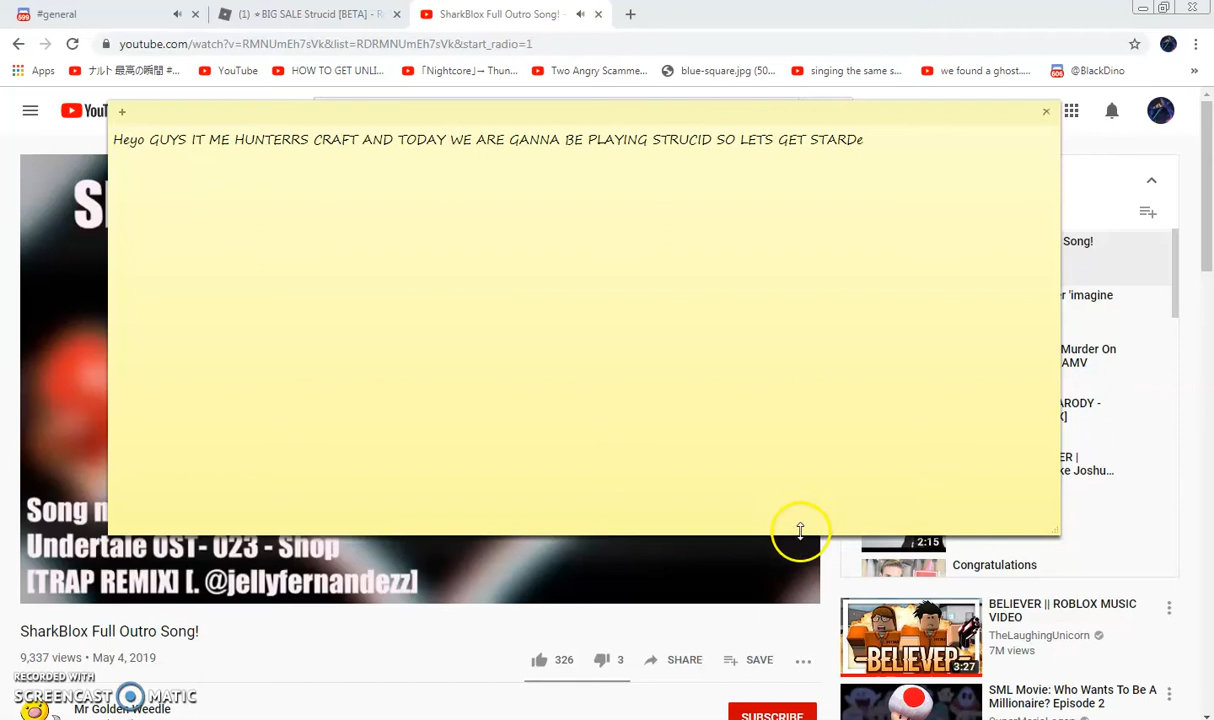 #general
(1) ⭐BIG SALE Strucid [BETA] - R
SharkBlox Full Outro Song! -
youtube.com/watch?v=RMNUmEh7sVk&list=RDRMNUmEh7sVk&start_radio=1
Apps
ナルト 最高の瞬間 #...
YouTube
HOW TO GET UNLI...
「Nightcore」→ Thun...
Two Angry Scamme...
blue-square.jpg (50...
singing the same s...
we found a ghost.....
@BlackDino
»
Heyo GUYS IT ME HUNTERRS CRAFT AND TODAY WE ARE GANNA BE PLAYING STRUCID SO LETS GET STARDe
Song!
er 'imagine
Murder On
AMV
ARODY -
X]
VER |
ke Joshu...
Song m
Undertale OST- 023 - Shop
[TRAP REMIX] [. @jellyfernandezz]
2:15
Congratulations
SharkBlox Full Outro Song!
9,337 views • May 4, 2019
326
3
SHARE
SAVE
BELIEVER || ROBLOX MUSIC
VIDEO
TheLaughingUnicorn
7M views
-BELIEVER-
3:27
SML Movie: Who Wants To Be A
Millionaire? Episode 2
RECORDED WITH
SCREENCAST MATIC
Mr Golden Weedle
SUBSCRIBE